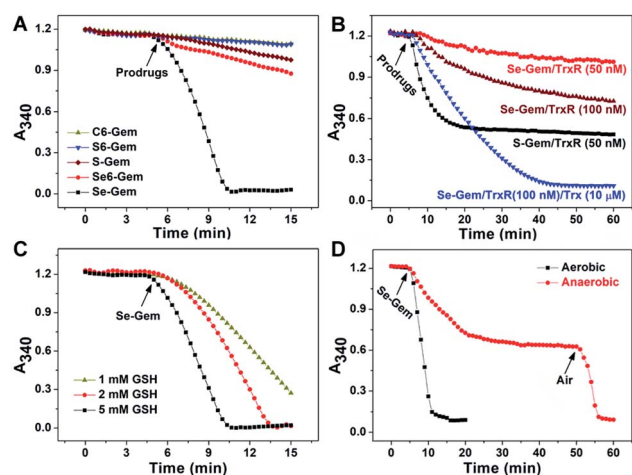 A
1.2
0.9
0.6
0.3
0.0
A340
Prodrugs
C6-Gem
S6-Gem
S-Gem
Se6-Gem
Se-Gem
0 3 6 9 12 15
Time (min)
B
1.2
0.9
0.6
0.3
0.0
A340
Prodrugs
Se-Gem/TrxR (50 nM)
Se-Gem/TrxR (100 nM)
S-Gem/TrxR (50 nM)
Se-Gem/TrxR(100 nM)/Trx (10 μM)
0 10 20 30 40 50 60
Time (min)
C
1.2
0.9
0.6
0.3
0.0
A340
Se-Gem
1 mM GSH
2 mM GSH
5 mM GSH
0 3 6 9 12 15
Time (min)
D
1.2
0.9
0.6
0.3
0.0
A340
Se-Gem
Aerobic
Anaerobic
Air
0 10 20 30 40 50 60
Time (min)